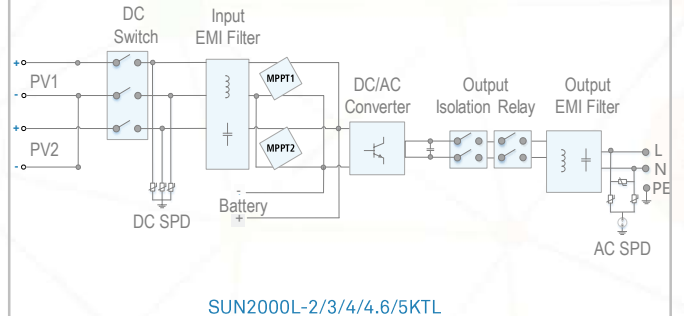 DC
Switch
Input
EMI Filter
DC/AC
Converter
Output
Isolation Relay
Output
EMI Filter
MPPT1
MPPT2
+
PV1
-
+
PV2
-
DC SPD
-
Battery
+
L
N
PE
AC SPD
SUN2000L-2/3/4/4.6/5KTL